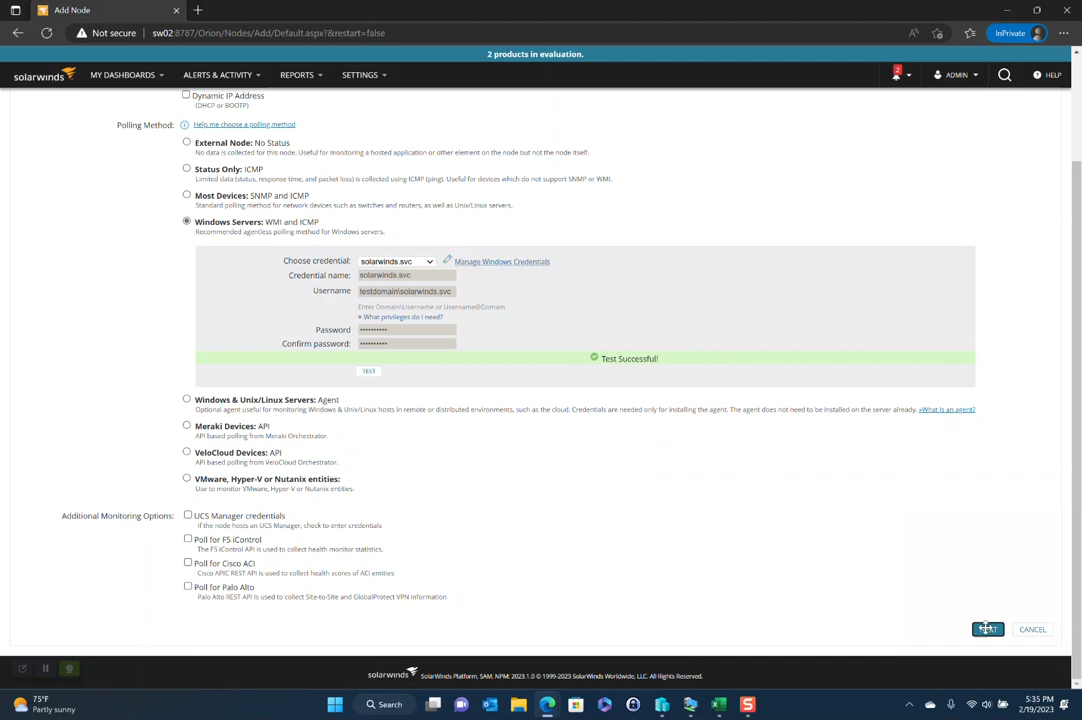 Add Node
Not secure
sw02:8787/Orion/Nodes/Add/Default.aspx?&restart=false
InPrivate
2 products in evaluation.
solarwinds
MY DASHBOARDS
ALERTS & ACTIVITY
REPORTS
SETTINGS
2
ADMIN
HELP
Dynamic IP Address
(DHCP or BOOTP)
Polling Method:
Help me choose a polling method
External Node: No Status
No data is collected for this node. Useful for monitoring a hosted application or other element on the node but not the node itself.
Status Only: ICMP
Limited data (status, response time, and packet loss) is collected using ICMP (ping). Useful for devices which do not support SNMP or WMI.
Most Devices: SNMP and ICMP
Standard polling method for network devices such as switches and routers, as well as Unix/Linux servers.
Windows Servers: WMI and ICMP
Recommended agentless polling method for Windows servers.
Choose credential: solarwinds.svc Manage Windows Credentials
Credential name: solarwinds.svc
Username testdomain\solarwinds.svc
Enter Domain\Username or Username@Domain
» What privileges do I need?
Password ••••••••••
Confirm password: ••••••••••
Test Successful!
TEST
Windows & Unix/Linux Servers: Agent
Optional agent useful for monitoring Windows & Unix/Linux hosts in remote or distributed environments, such as the cloud. Credentials are needed only for installing the agent. The agent does not need to be installed on the server already. »What is an agent?
Meraki Devices: API
API based polling from Meraki Orchestrator.
VeloCloud Devices: API
API based polling from VeloCloud Orchestrator.
VMware, Hyper-V or Nutanix entities:
Use to monitor VMware, Hyper-V or Nutanix entities.
Additional Monitoring Options:
UCS Manager credentials
If the node hosts an UCS Manager, check to enter credentials
Poll for F5 iControl
The F5 iControl API is used to collect health monitor statistics.
Poll for Cisco ACI
Cisco APIC REST API is used to collect health scores of ACI entities
Poll for Palo Alto
Palo Alto REST API is used to collect Site-to-Site and GlobalProtect VPN information
CANCEL
solarwinds
SolarWinds Platform, SAM, NPM: 2023.1.0 © 1999-2023 SolarWinds Worldwide, LLC. All Rights Reserved.
75°F
Partly sunny
Search
5:35 PM
2/19/2023